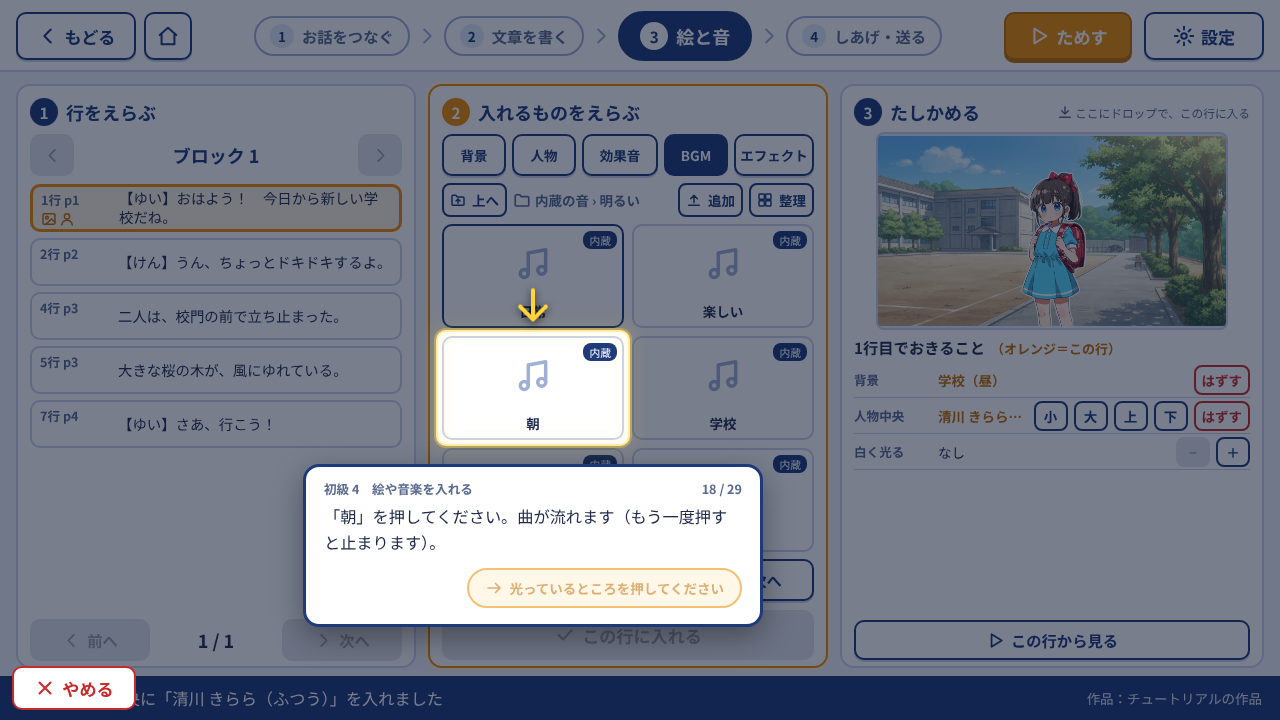 もどる
1 お話をつなぐ
2 文章を書く
3 絵と音
4 しあげ・送る
ためす
設定
1 行をえらぶ
ブロック 1
1行 p1
【ゆい】おはよう！　今日から新しい学
校だね。
2行 p2
【けん】うん、ちょっとドキドキするよ。
4行 p3
二人は、校門の前で立ち止まった。
5行 p3
大きな桜の木が、風にゆれている。
7行 p4
【ゆい】さあ、行こう！
前へ
1 / 1
次へ
2 入れるものをえらぶ
背景
人物
効果音
BGM
エフェクト
上へ
内蔵の音 › 明るい
追加
整理
内蔵
内蔵
楽しい
内蔵
朝
内蔵
学校
内蔵
内蔵
初級 4　絵や音楽を入れる
18 / 29
「朝」を押してください。曲が流れます（もう一度押す
と止まります）。
光っているところを押してください
次へ
この行に入れる
3 たしかめる
ここにドロップで、この行に入る
1行目でおきること （オレンジ＝この行）
背景
学校（昼）
はずす
人物中央
清川 きらら…
小
大
上
下
はずす
白く光る
なし
−
＋
この行から見る
やめる
に「清川 きらら（ふつう）」を入れました
作品：チュートリアルの作品